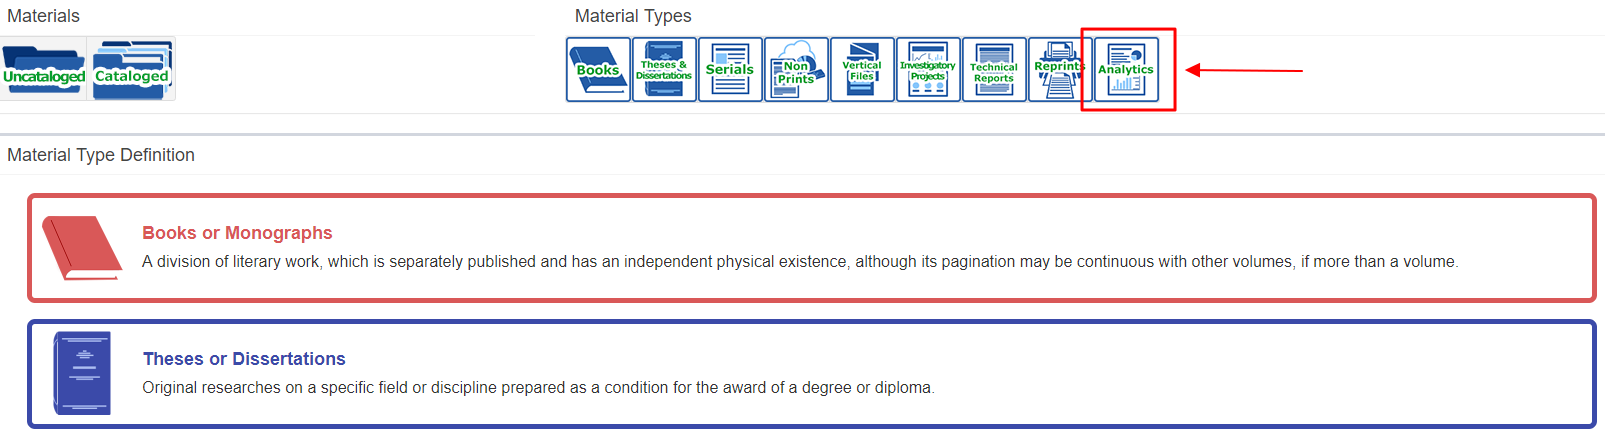 Materials
Material Types
Uncataloged
Cataloged
Books
Theses &
Dissertations
Serials
Non
Prints
Vertical
Files
Investigatory
Projects
Technical
Reports
Reprints
Analytics
Material Type Definition
Books or Monographs
A division of literary work, which is separately published and has an independent physical existence, although its pagination may be continuous with other volumes, if more than a volume.
Theses or Dissertations
Original researches on a specific field or discipline prepared as a condition for the award of a degree or diploma.